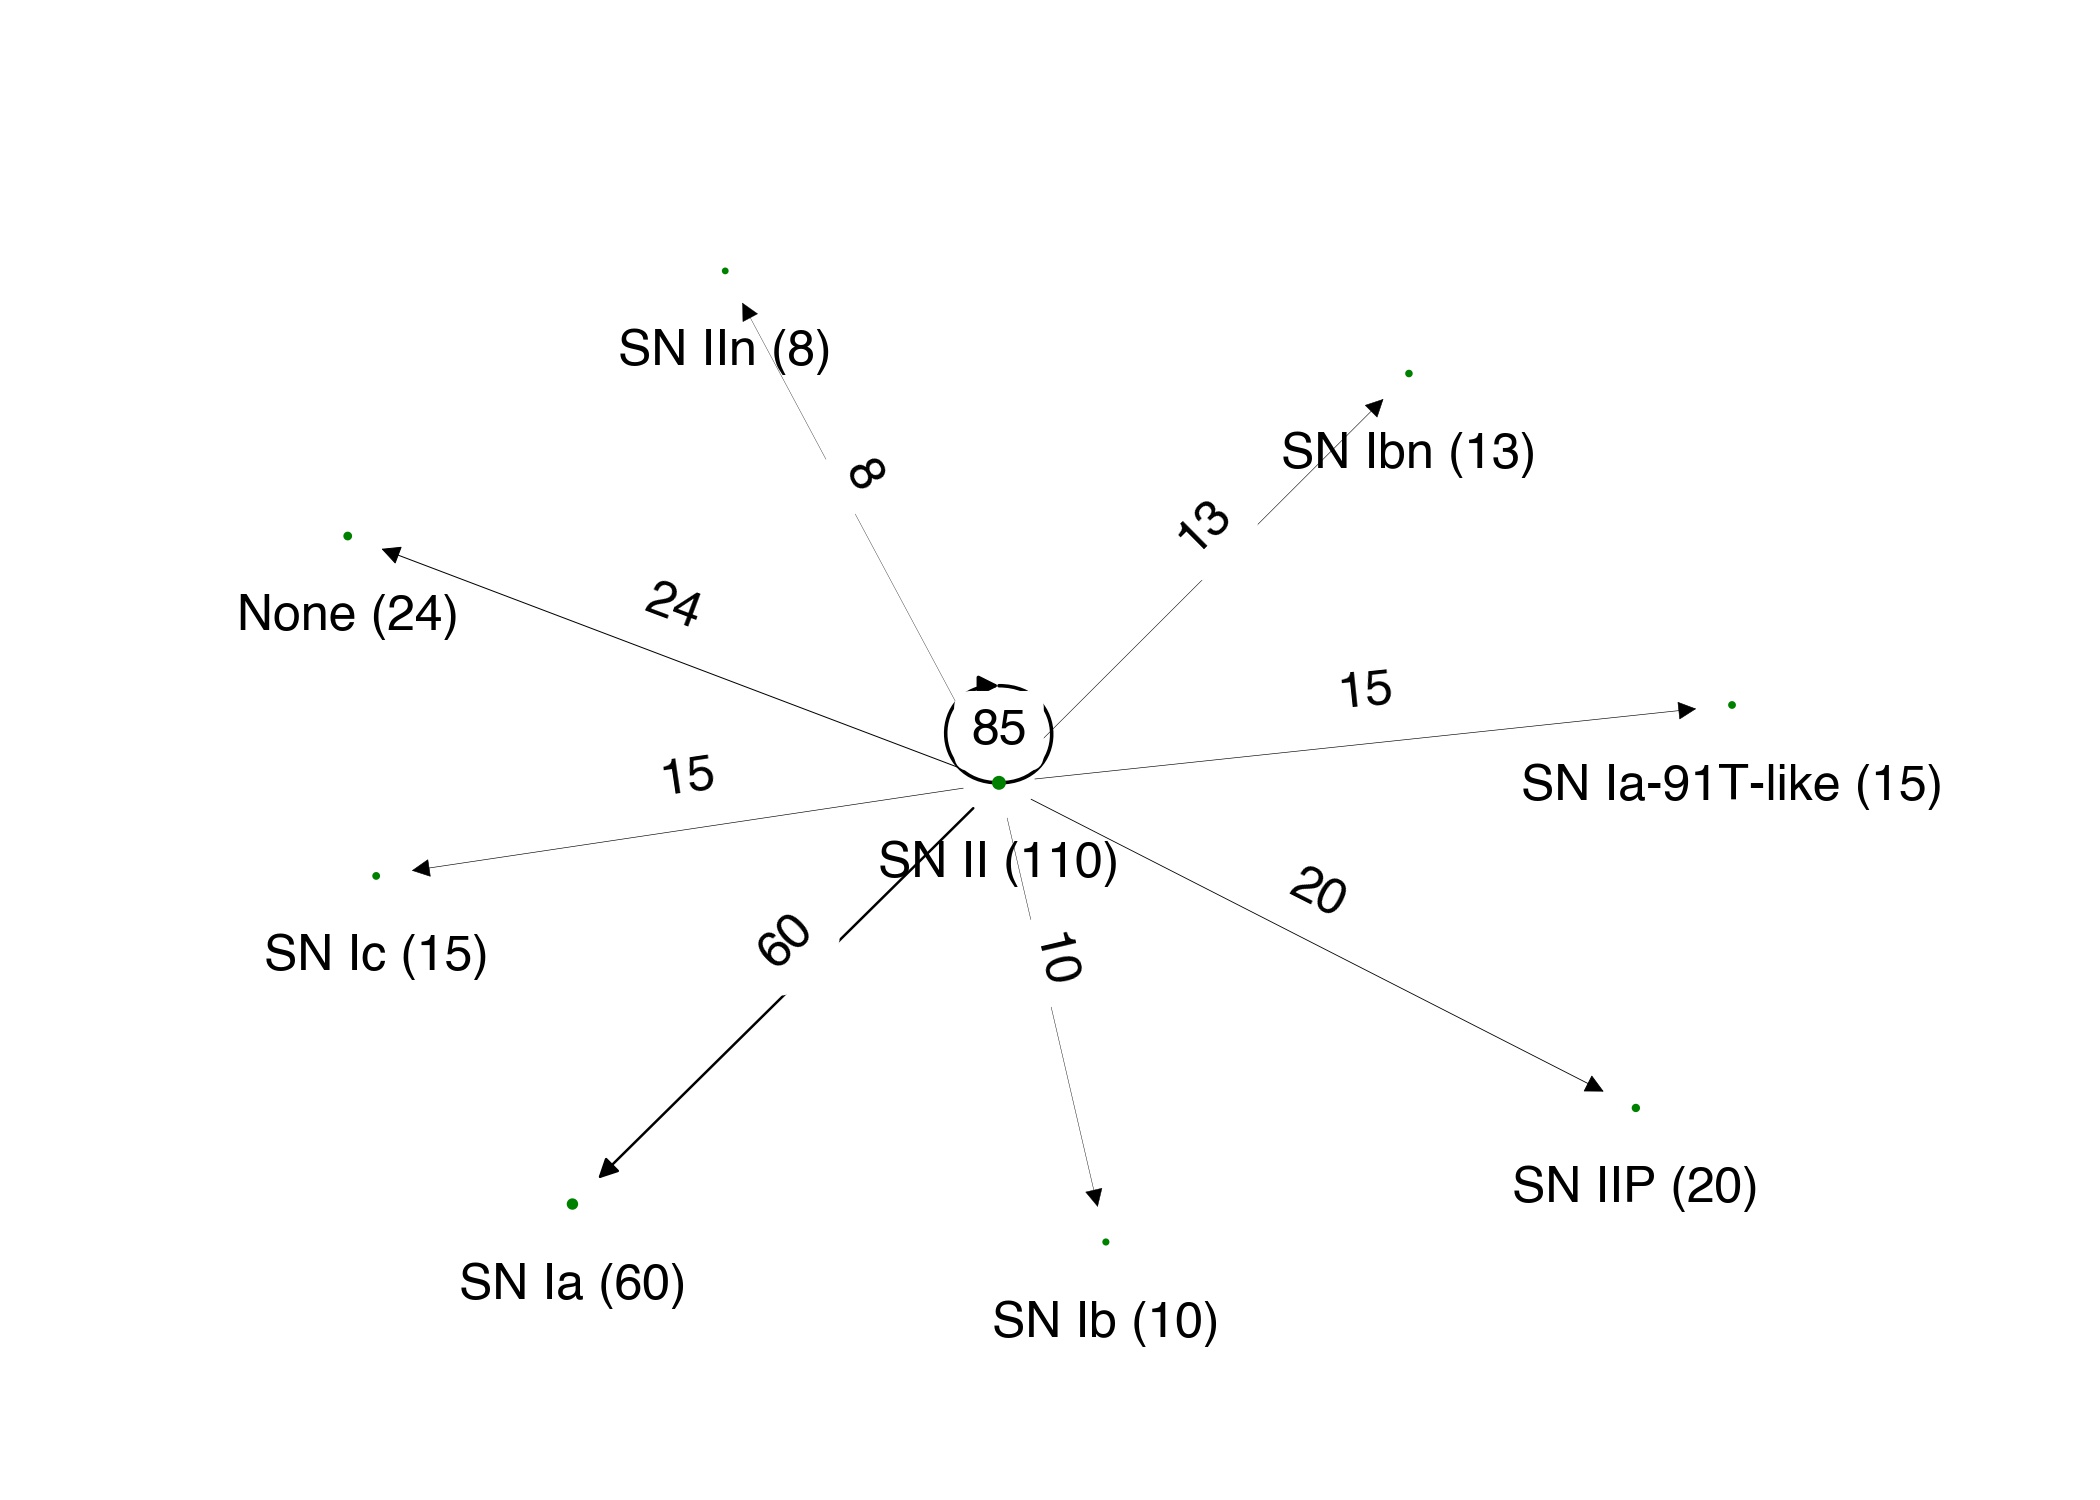 SN IIn (8)
8
SN Ibn (13)
13
None (24)
24
85
15
SN Ia-91T-like (15)
15
SN II (110)
SN Ic (15)
60
10
20
SN IIP (20)
SN Ia (60)
SN Ib (10)